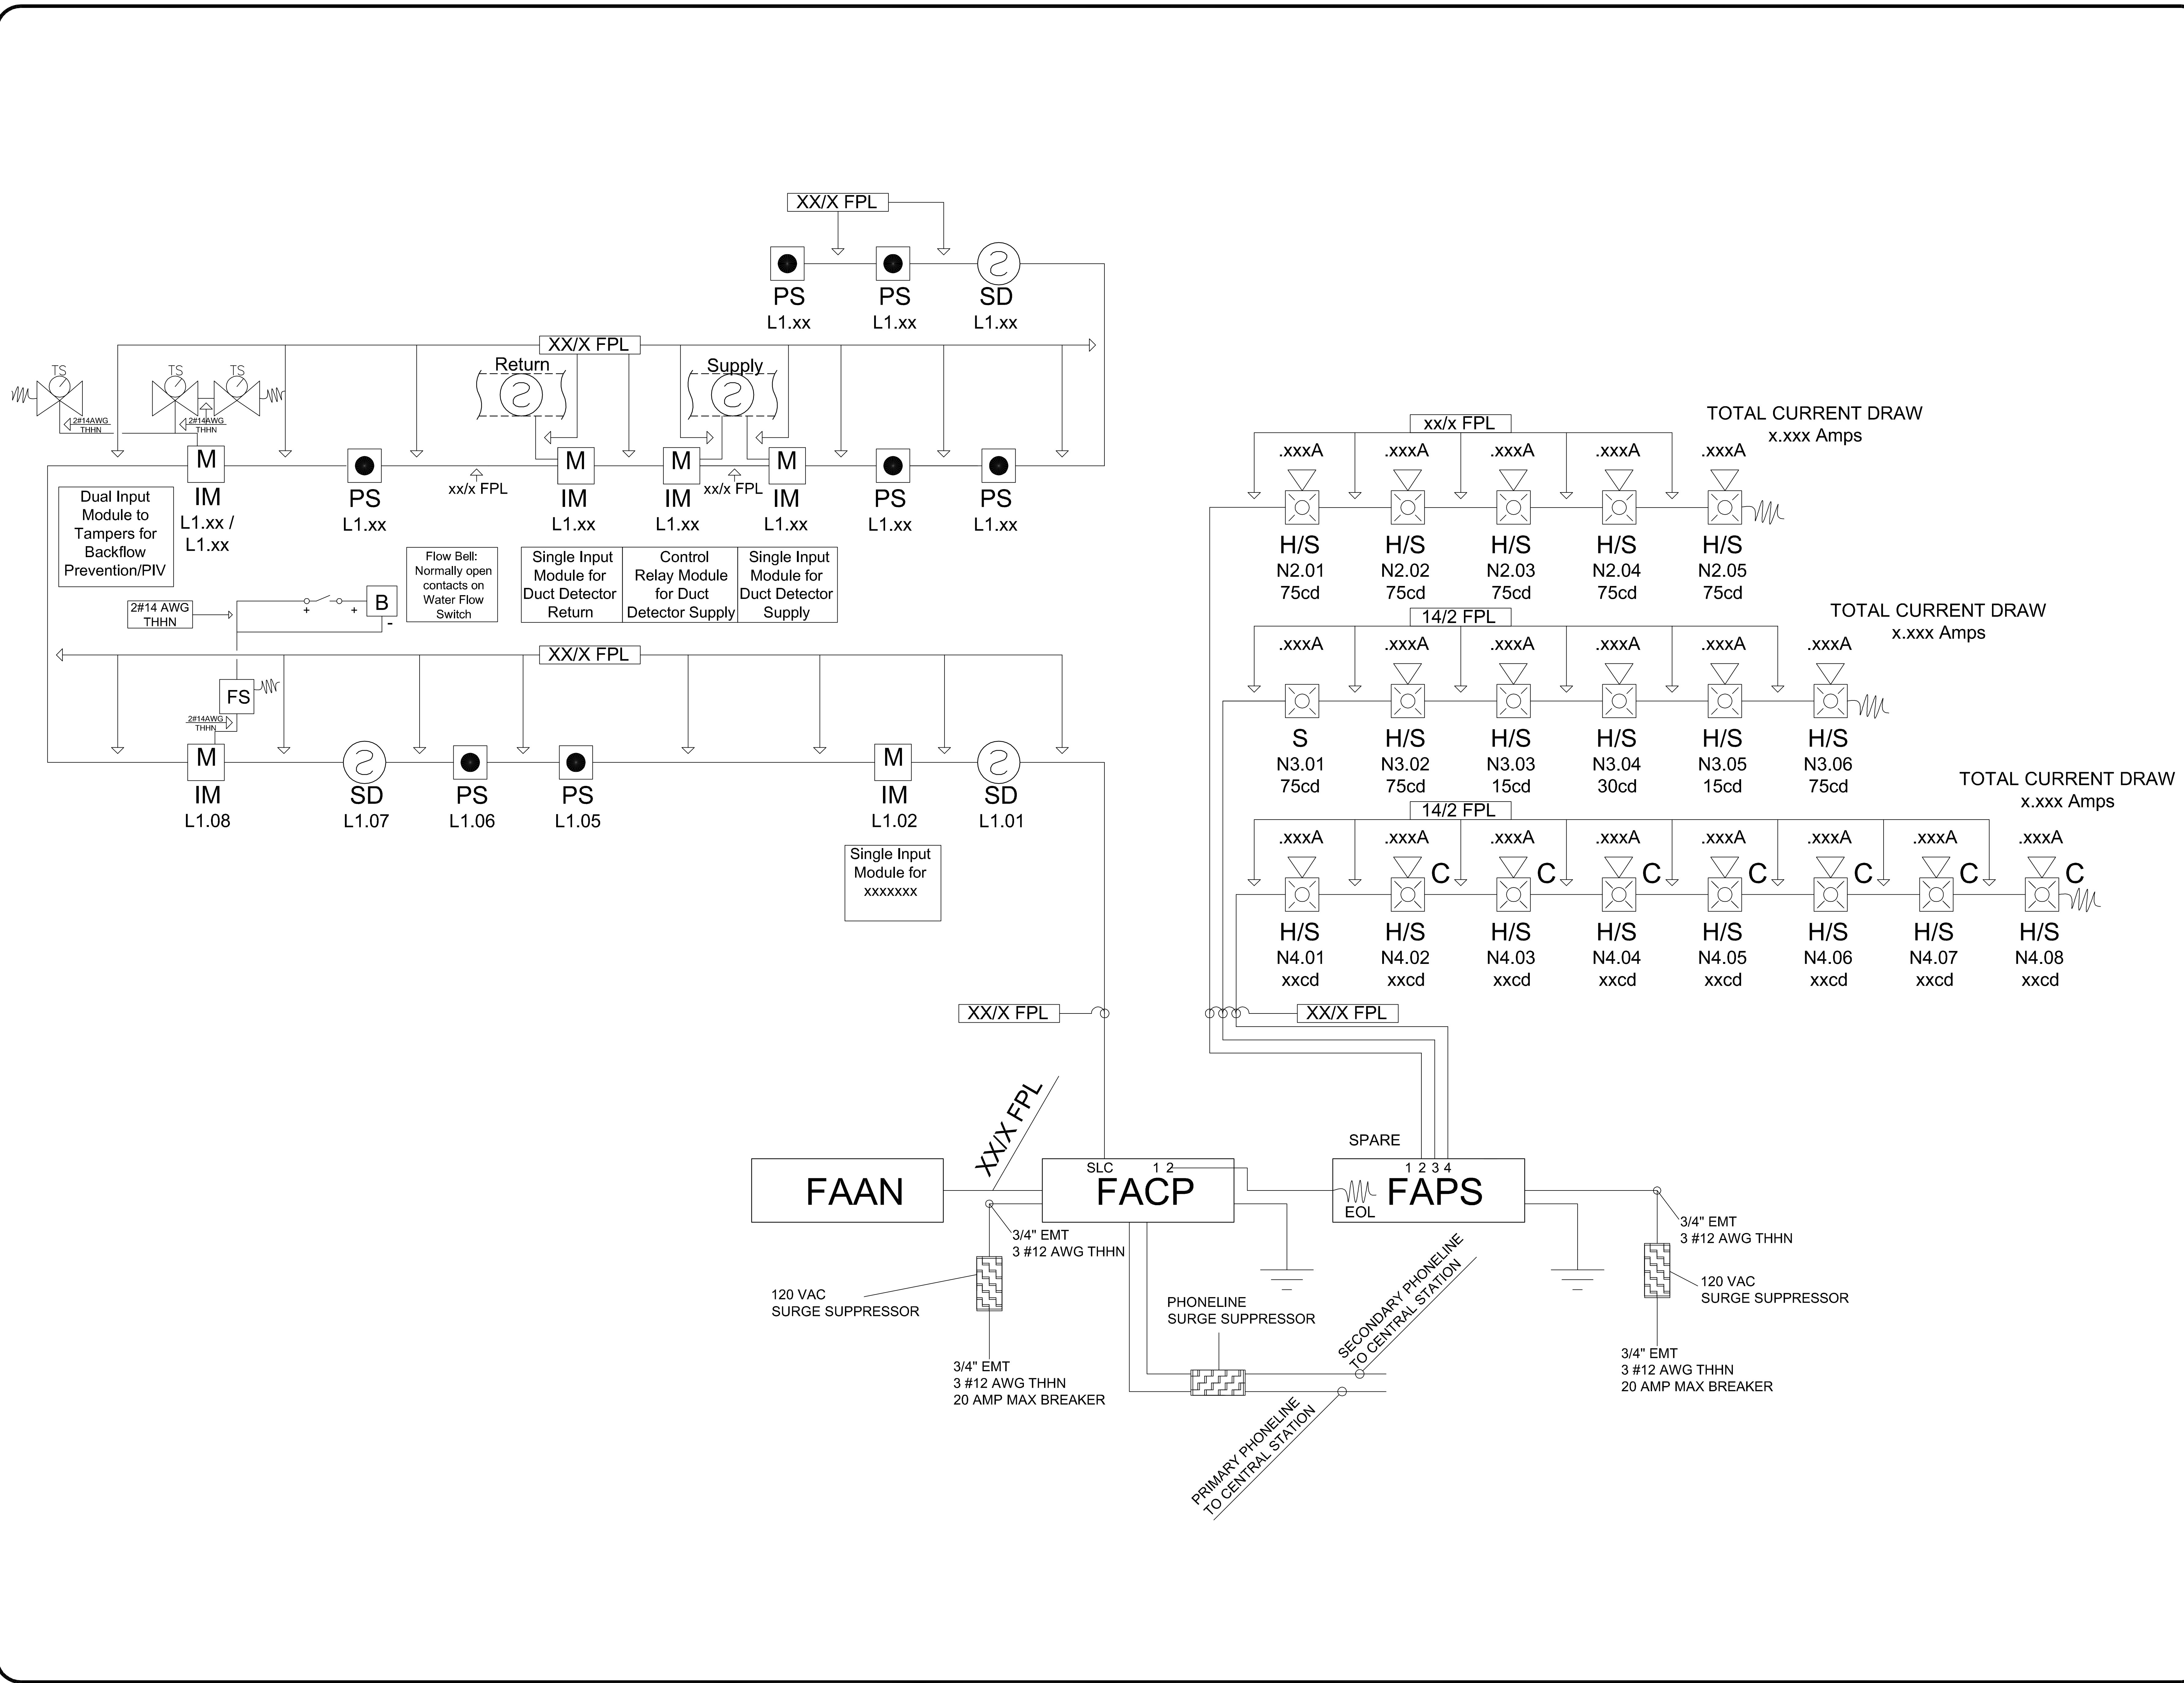 XX/X FPL
PS PS SD
L1.xx L1.xx L1.xx
XX/X FPL
Return Supply
TS TS TS
2#14AWG
THHN
2#14AWG
THHN
M M M M
IM PS xx/x FPL IM IM xx/x FPL IM PS PS
L1.xx /
L1.xx
L1.xx L1.xx L1.xx L1.xx L1.xx L1.xx
Dual Input
Module to
Tampers for
Backflow
Prevention/PIV
Flow Bell:
Normally open
contacts on
Water Flow
Switch
Single Input
Module for
Duct Detector
Return
Control
Relay Module
for Duct
Detector Supply
Single Input
Module for
Duct Detector
Supply
2#14 AWG
THHN
+ + B
-
XX/X FPL
FS
2#14AWG
THHN
M M
IM SD PS PS IM SD
L1.08 L1.07 L1.06 L1.05 L1.02 L1.01
Single Input
Module for
xxxxxxx
TOTAL CURRENT DRAW
x.xxx Amps
xx/x FPL
.xxxA .xxxA .xxxA .xxxA .xxxA
H/S H/S H/S H/S H/S
N2.01 N2.02 N2.03 N2.04 N2.05
75cd 75cd 75cd 75cd 75cd
TOTAL CURRENT DRAW
x.xxx Amps
14/2 FPL
.xxxA .xxxA .xxxA .xxxA .xxxA .xxxA
S H/S H/S H/S H/S H/S
N3.01 N3.02 N3.03 N3.04 N3.05 N3.06
75cd 75cd 15cd 30cd 15cd 75cd
TOTAL CURRENT DRAW
x.xxx Amps
14/2 FPL
.xxxA .xxxA .xxxA .xxxA .xxxA .xxxA .xxxA .xxxA
C C C C C C C
H/S H/S H/S H/S H/S H/S H/S H/S
N4.01 N4.02 N4.03 N4.04 N4.05 N4.06 N4.07 N4.08
xxcd xxcd xxcd xxcd xxcd xxcd xxcd xxcd
XX/X FPL XX/X FPL
XX/X FPL
SPARE
SLC 1 2
1 2 3 4
FAAN FACP FAPS
EOL
3/4" EMT
3 #12 AWG THHN
3/4" EMT
3 #12 AWG THHN
120 VAC
SURGE SUPPRESSOR
PHONELINE
SURGE SUPPRESSOR
SECONDARY PHONELINE
TO CENTRAL STATION
120 VAC
SURGE SUPPRESSOR
3/4" EMT
3 #12 AWG THHN
20 AMP MAX BREAKER
3/4" EMT
3 #12 AWG THHN
20 AMP MAX BREAKER
PRIMARY PHONELINE
TO CENTRAL STATION